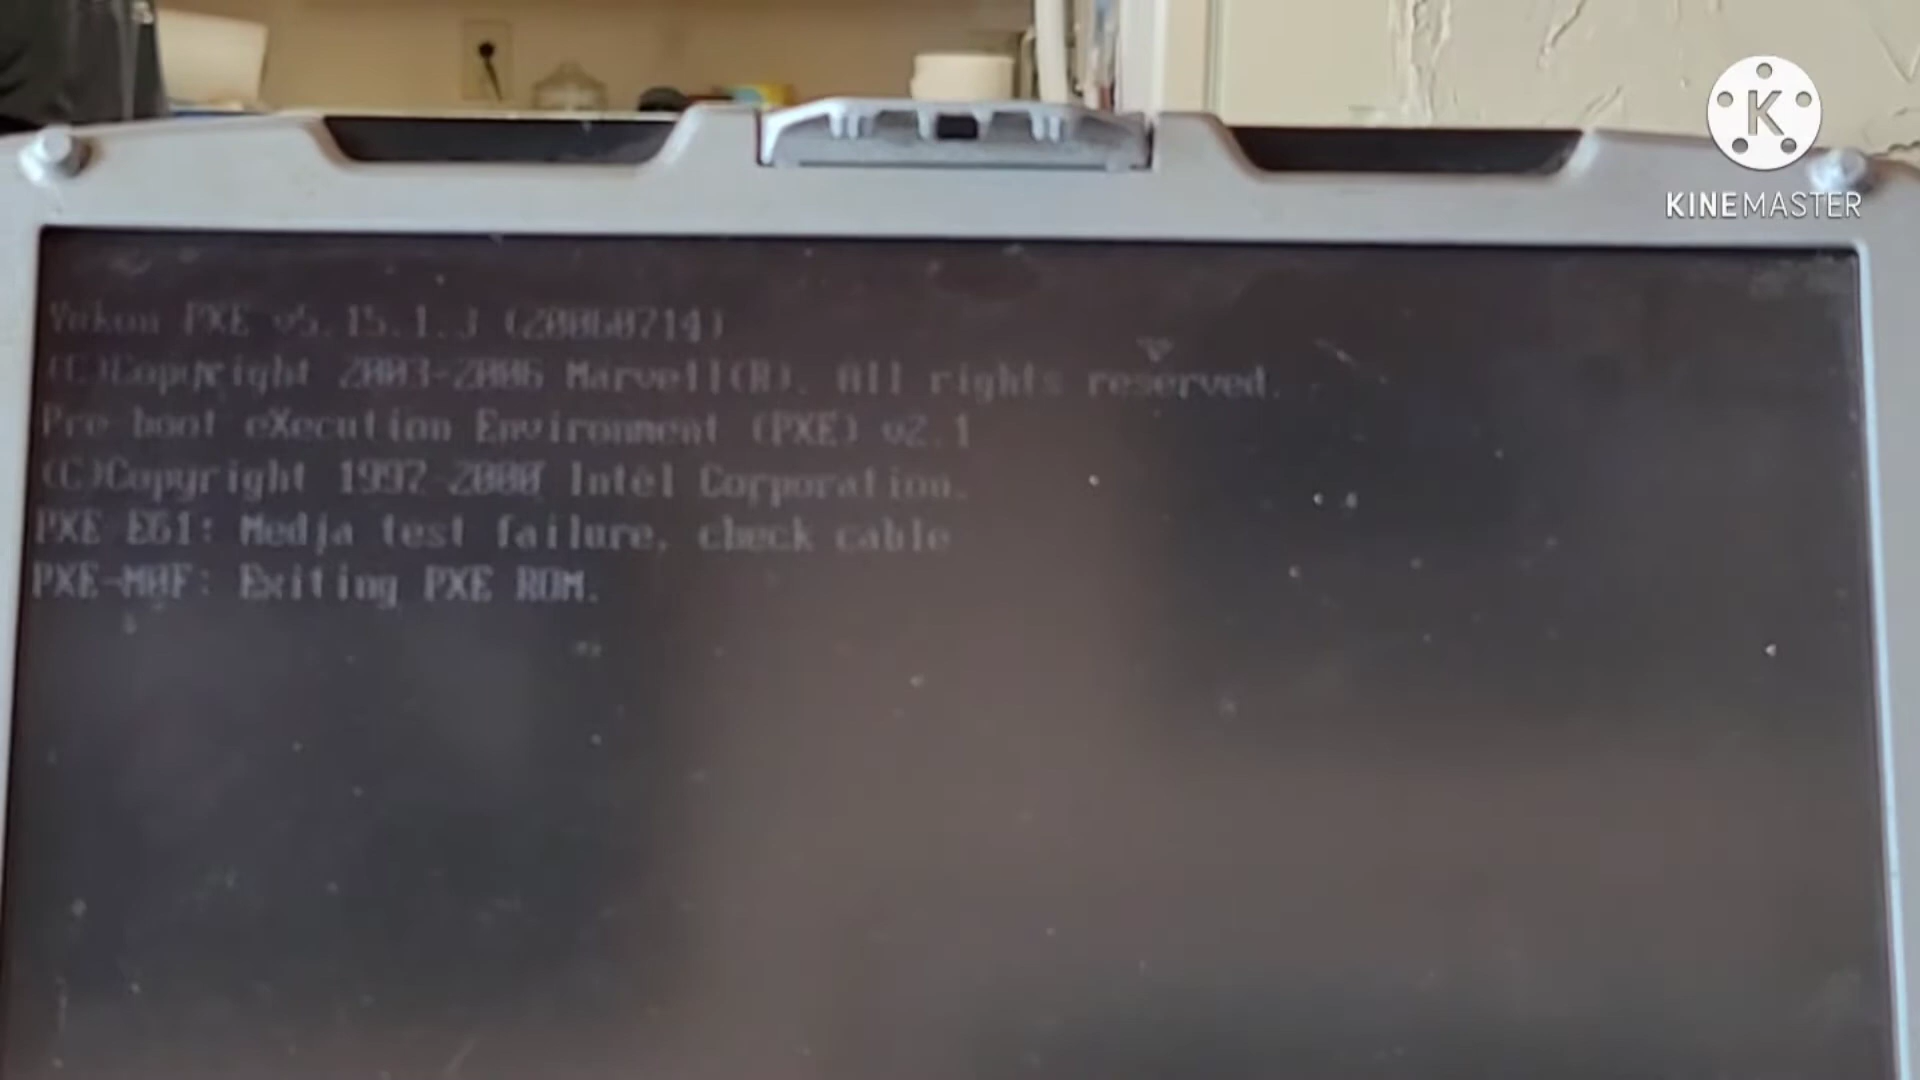 Yukon PXE v5.15.1.3 (20060714)
(C)Copyright 2003-2006 Marvell(R). All rights reserved.
Pre-boot eXecution Environment (PXE) v2.1
(C)Copyright 1997-2000 Intel Corporation.
PXE-E61: Media test failure, check cable
PXE-M0F: Exiting PXE ROM.
K
KINEMASTER